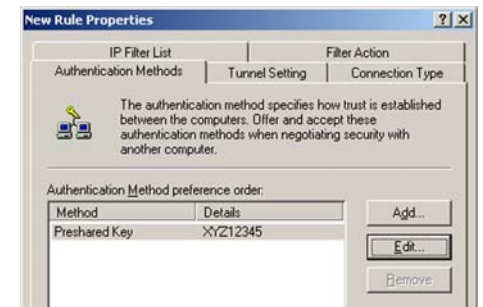 New Rule Properties
IP Filter List Filter Action
Authentication Methods Tunnel Setting Connection Type
The authentication method specifies how trust is established
between the computers. Offer and accept these
authentication methods when negotiating security with
another computer.
Authentication Method preference order:
Method Details
Preshared Key XYZ12345
Add...
Edit...
Remove